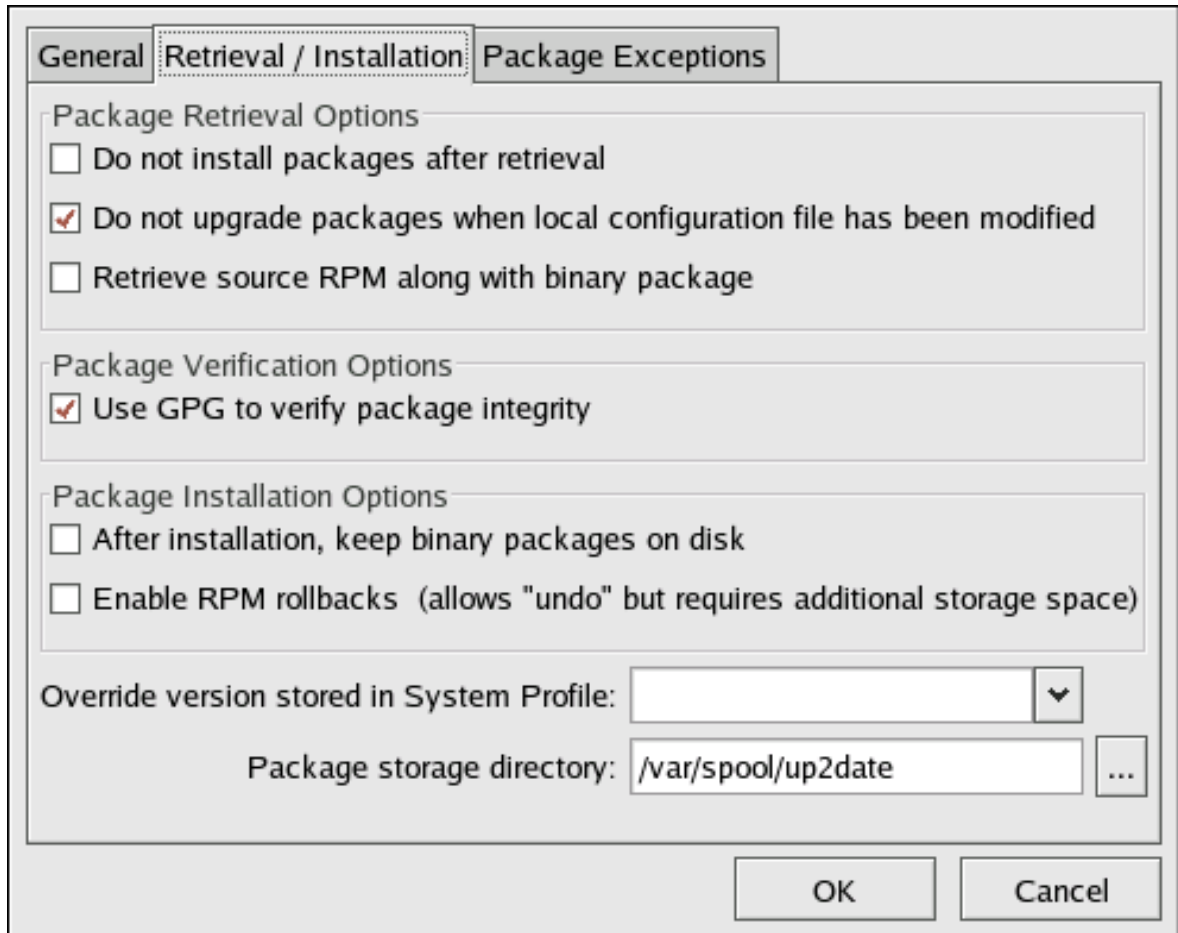 General Retrieval / Installation Package Exceptions
Package Retrieval Options
Do not install packages after retrieval
Do not upgrade packages when local configuration file has been modified
Retrieve source RPM along with binary package
Package Verification Options
Use GPG to verify package integrity
Package Installation Options
After installation, keep binary packages on disk
Enable RPM rollbacks (allows "undo" but requires additional storage space)
Override version stored in System Profile:
Package storage directory: /var/spool/up2date ...
OK Cancel